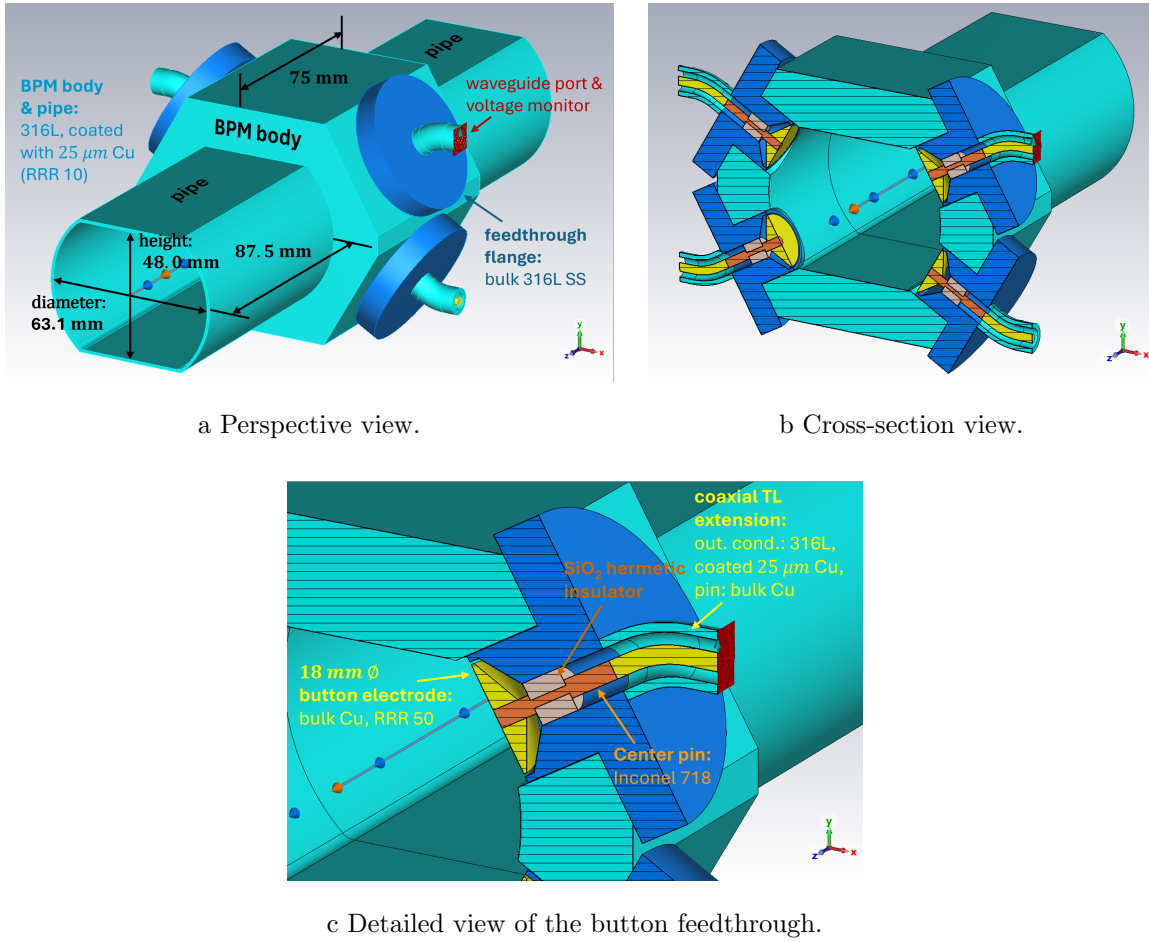 75 mm
pipe
waveguide port &
voltage monitor
BPM body
& pipe:
316L, coated
with 25 μm Cu
(RRR 10)
BPM body
pipe
height:
48.0 mm
87.5 mm
feedthrough
flange:
bulk 316L SS
diameter:
63.1 mm
y
z
x
y
z
x
a Perspective view.
b Cross-section view.
coaxial TL
extension:
out. cond.: 316L,
coated 25 μm Cu,
pin: bulk Cu
SiO₂ hermetic
insulator
18 mm ∅
button electrode:
bulk Cu, RRR 50
Center pin:
Inconel 718
y
z
x
c Detailed view of the button feedthrough.